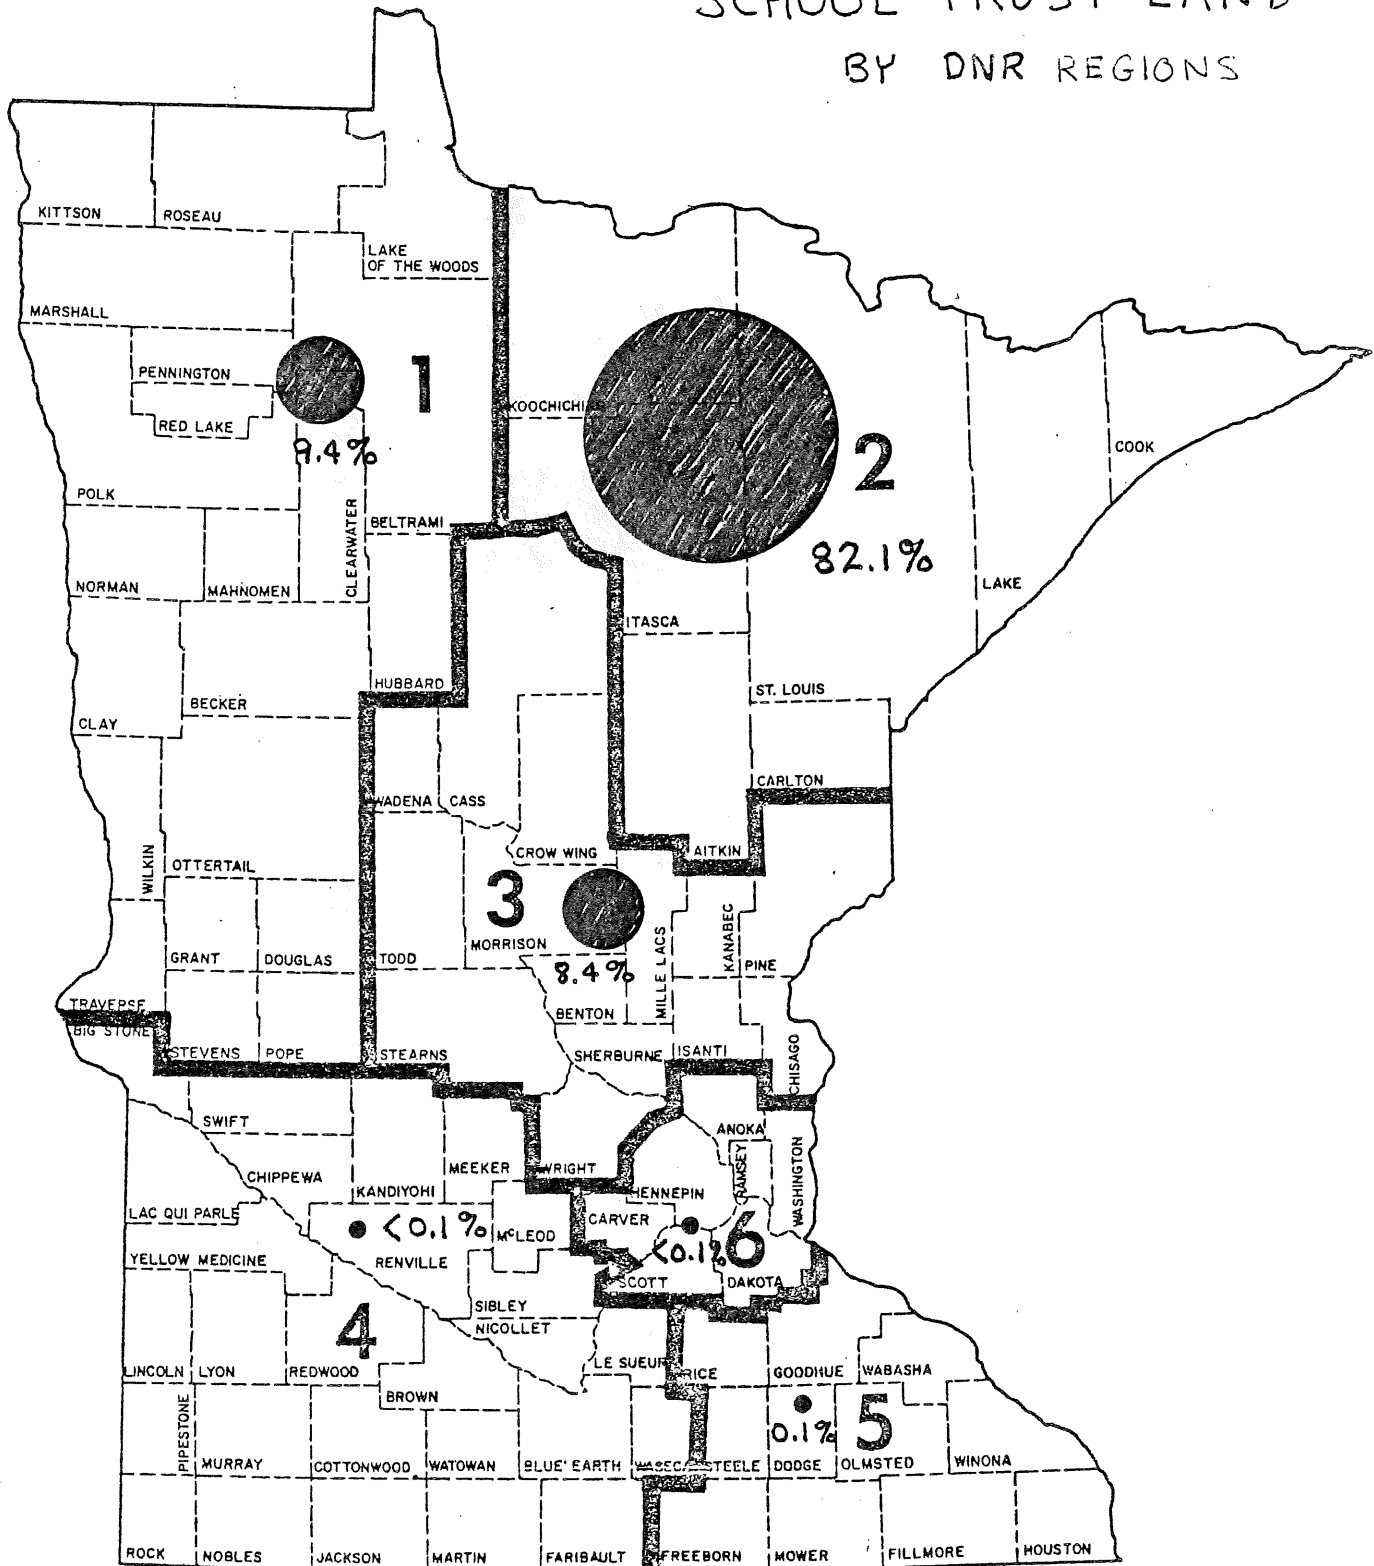 SCHOOL TRUST LAND
BY DNR REGIONS
KITTSON
ROSEAU
LAKE
OF THE WOODS
MARSHALL
PENNINGTON
1
KOOCHICHI
RED LAKE
2
COOK
9.4%
POLK
CLEARWATER
BELTRAMI
82.1%
NORMAN
MAHNOMEN
LAKE
ITASCA
HUBBARD
ST. LOUIS
BECKER
CLAY
CARLTON
WADENA
CASS
WILKIN
OTTERTAIL
CROW WING
AITKIN
3
GRANT
DOUGLAS
TODD
MORRISON
MILLE LACS
KANABEC
PINE
8.4%
TRAVERSE
BIG STONE
BENTON
STEVENS
POPE
STEARNS
SHERBURNE
ISANTI
CHISAGO
SWIFT
ANOKA
CHIPPEWA
MEEKER
WRIGHT
RAMSEY
WASHINGTON
KANDIYOHI
HENNEPIN
LAC QUI PARLE
<0.1%
McLEOD
CARVER
<0.1%
6
YELLOW MEDICINE
RENVILLE
SCOTT
DAKOTA
4
SIBLEY
NICOLLET
LINCOLN
LYON
REDWOOD
LE SUEUR
RICE
GOODHUE
WABASHA
BROWN
0.1%
5
PIPESTONE
MURRAY
COTTONWOOD
WATOWAN
BLUE EARTH
WASECA
STEELE
DODGE
OLMSTED
WINONA
ROCK
NOBLES
JACKSON
MARTIN
FARIBAULT
FREEBORN
MOWER
FILLMORE
HOUSTON